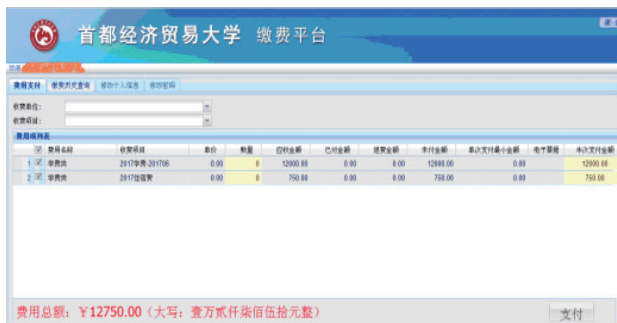 首都经济贸易大学 缴费平台
费用支付 缴费历史查询 修改个人信息 修改密码
收费单位：
收费项目：
费用项列表
费用名称 收费项目 单价 数量 应收金额 已付金额 退费金额 未付金额 单次支付最小金额 电子票据 本次支付金额
1 学费类 2017学费-201706 0.00 0 12000.00 0.00 0.00 12000.00 0.00 12000.00
2 学费类 2017住宿费 0.00 0 750.00 0.00 0.00 750.00 0.00 750.00
费用总额：￥12750.00（大写：壹万贰仟柒佰伍拾元整） 支付